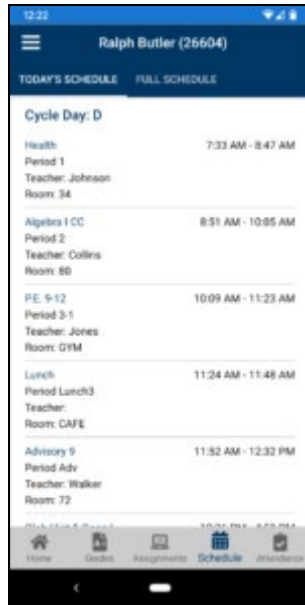 12:22
Ralph Butler (26604)
TODAY'S SCHEDULE FULL SCHEDULE
Cycle Day: D
Health 7:33 AM - 8:47 AM
Period 1
Teacher: Johnson
Room: 34
Algebra I CC 8:51 AM - 10:05 AM
Period 2
Teacher: Collins
Room: 80
P.E. 9-12 10:09 AM - 11:23 AM
Period 3-1
Teacher: Jones
Room: GYM
Lunch 11:24 AM - 11:48 AM
Period Lunch3
Teacher:
Room: CAFE
Advisory 9 11:52 AM - 12:32 PM
Period Adv
Teacher: Walker
Room: 72
Home Grades Assignments Schedule Attendance